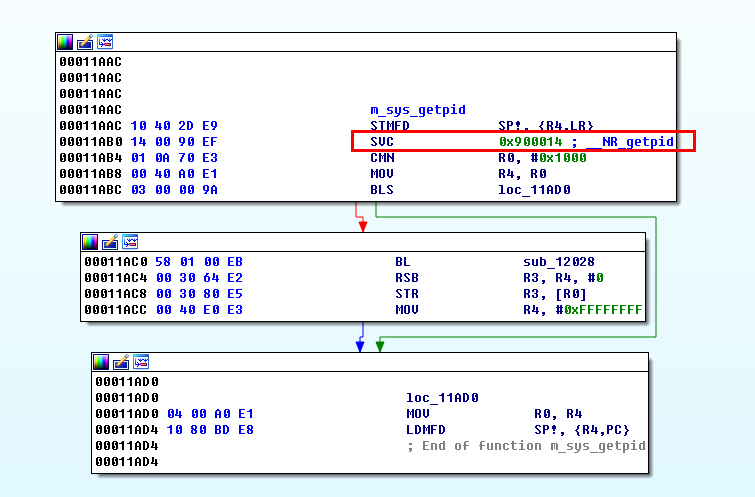 00011AAC
00011AAC
00011AAC
00011AAC m_sys_getpid
00011AAC 10 40 2D E9 STMFD SP!, {R4,LR}
00011AB0 14 00 90 EF SVC 0x900014 ; __NR_getpid
00011AB4 01 0A 70 E3 CMN R0, #0x1000
00011AB8 00 40 A0 E1 MOV R4, R0
00011ABC 03 00 00 9A BLS loc_11AD0
00011AC0 58 01 00 EB BL sub_12028
00011AC4 00 30 64 E2 RSB R3, R4, #0
00011AC8 00 30 80 E5 STR R3, [R0]
00011ACC 00 40 E0 E3 MOV R4, #0xFFFFFFFF
00011AD0
00011AD0 loc_11AD0
00011AD0 04 00 A0 E1 MOV R0, R4
00011AD4 10 80 BD E8 LDMFD SP!, {R4,PC}
00011AD4 ; End of function m_sys_getpid
00011AD4